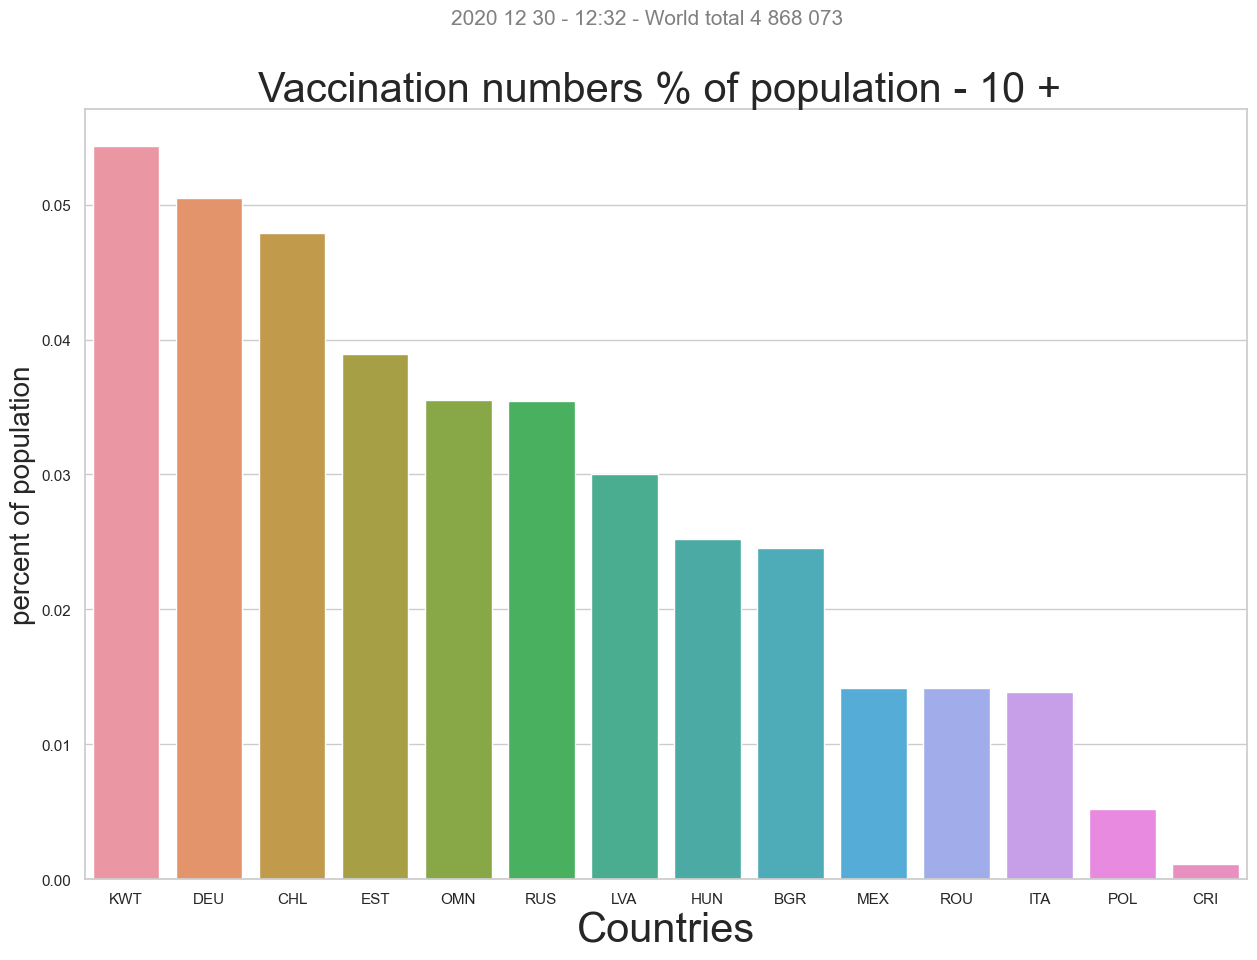 2020 12 30 - 12:32 - World total 4 868 073
Vaccination numbers % of population - 10 +
percent of population
0.05
0.04
0.03
0.02
0.01
0.00
KWT DEU CHL EST OMN RUS LVA HUN BGR MEX ROU ITA POL CRI
Countries